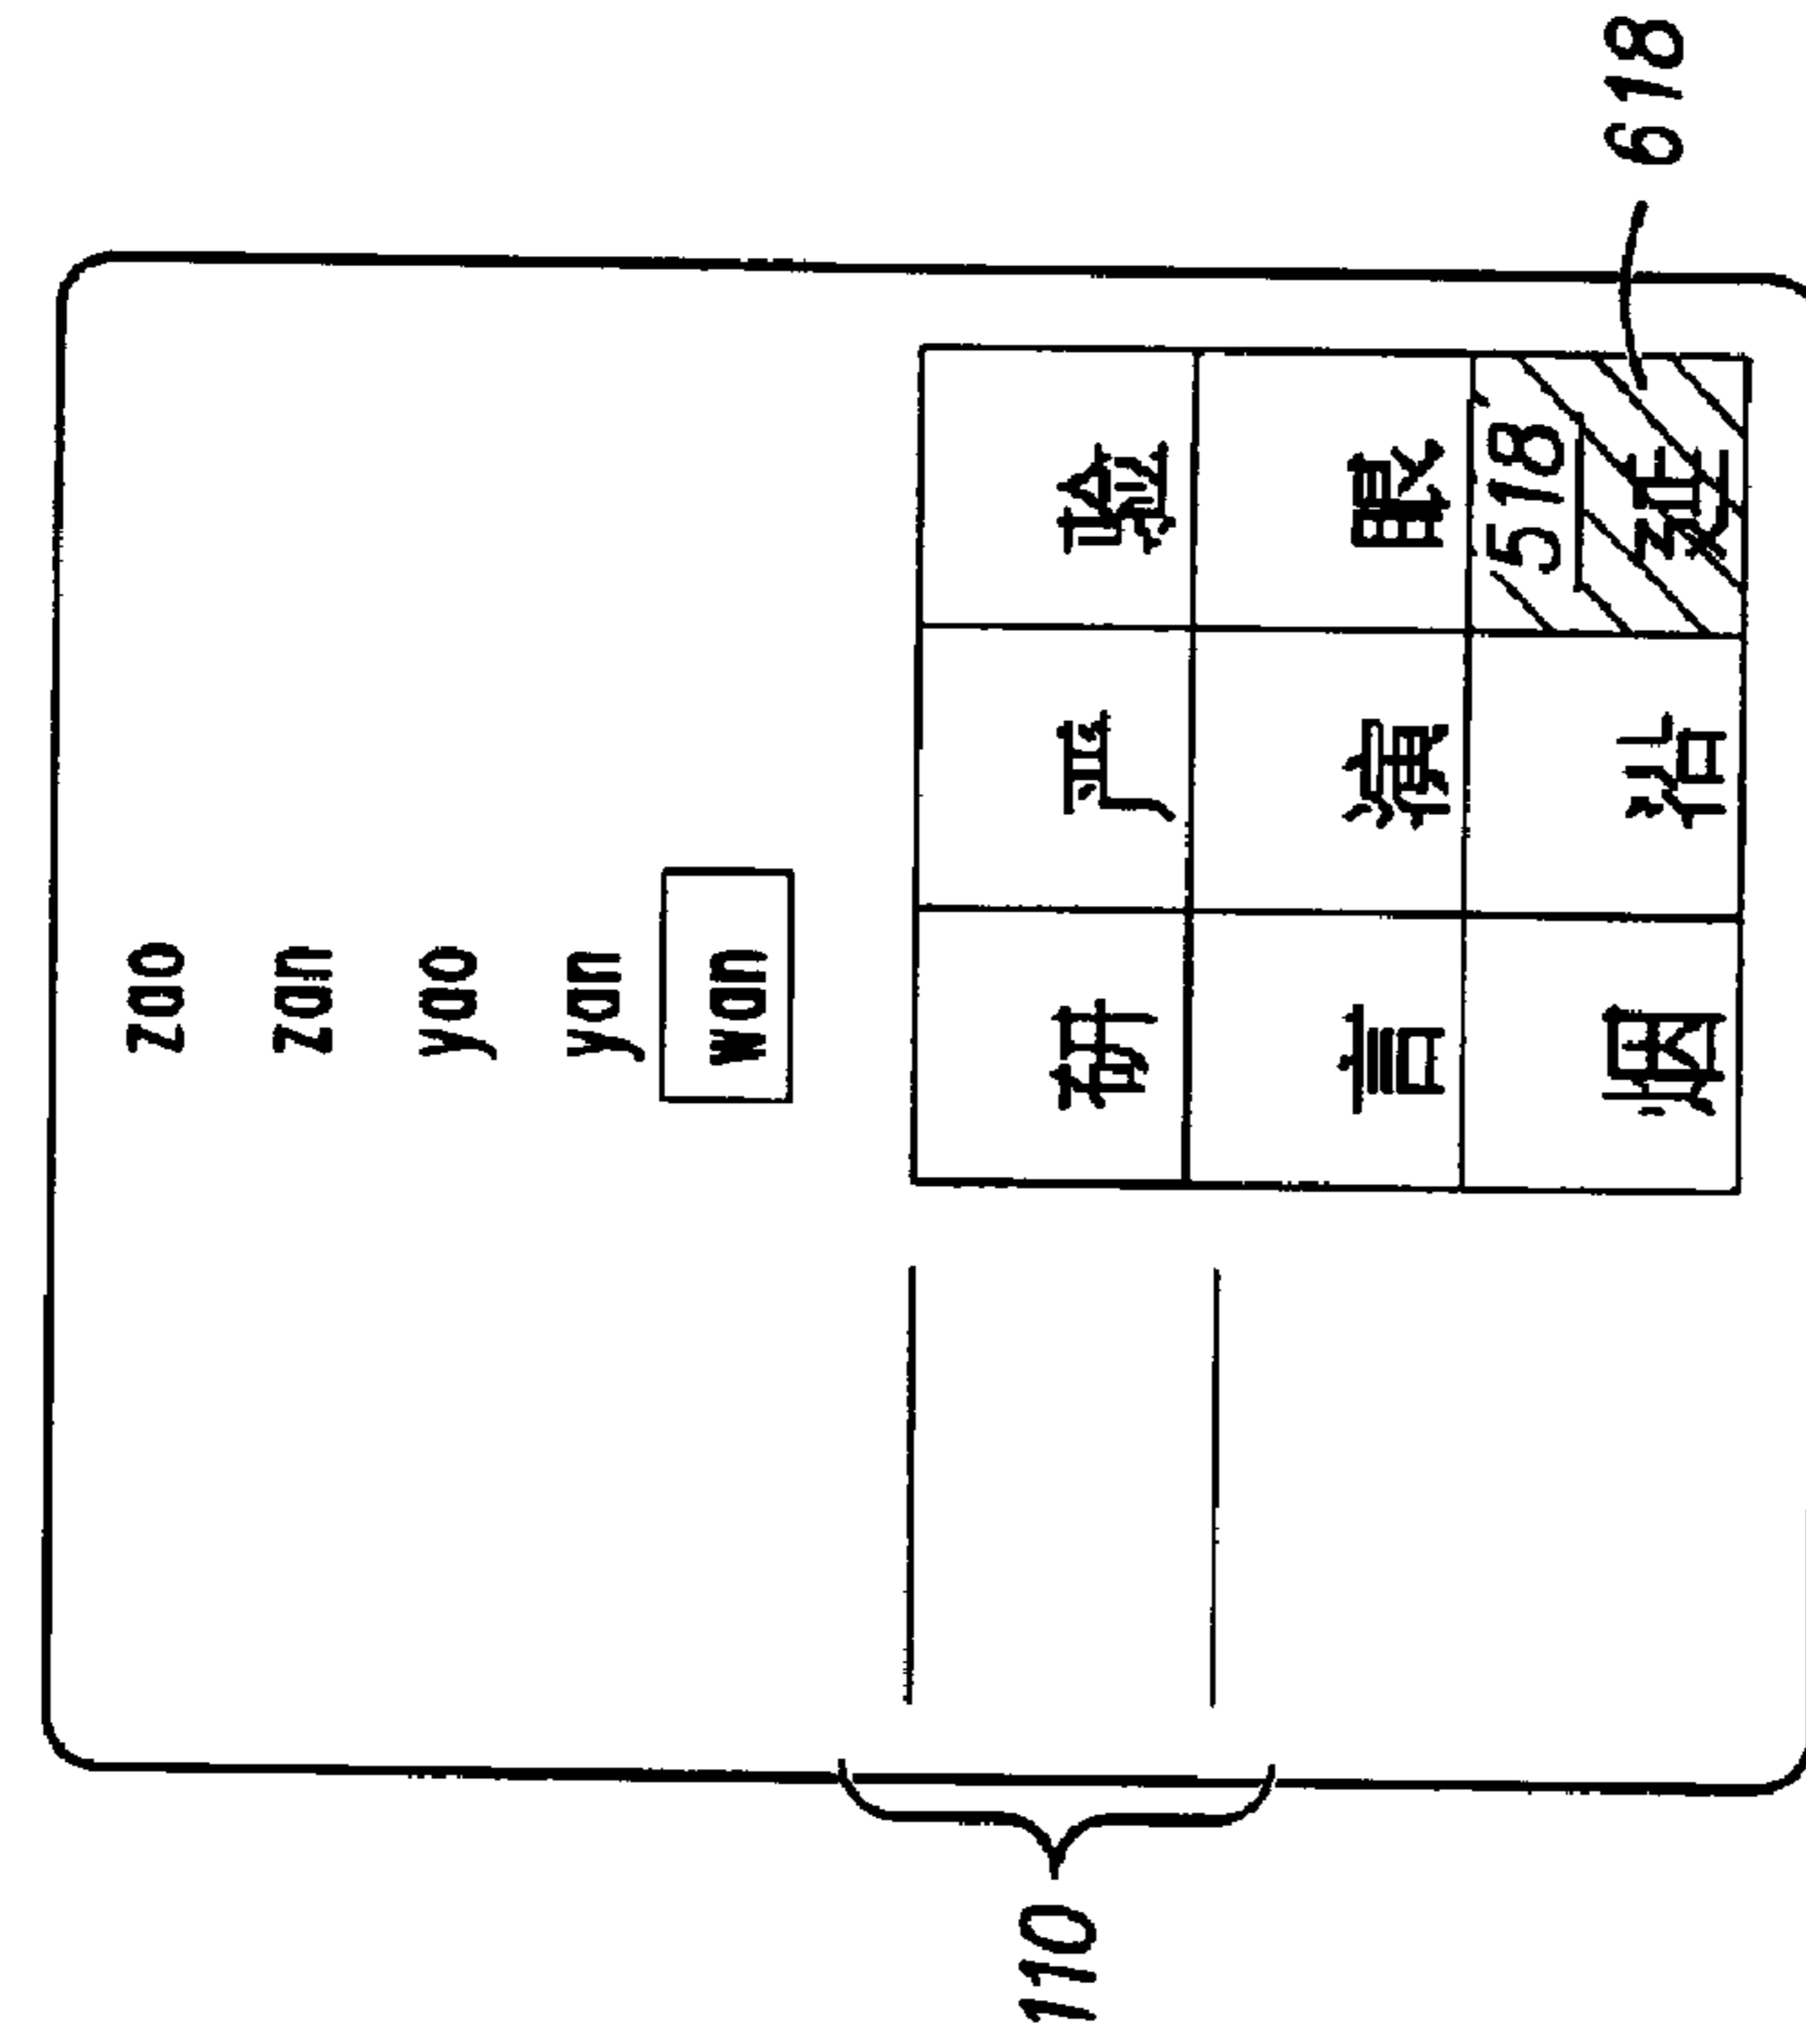 zao
zan
yao
yan
wan
110
研 严 验
言 演 眼
518
烟 沿 延
618